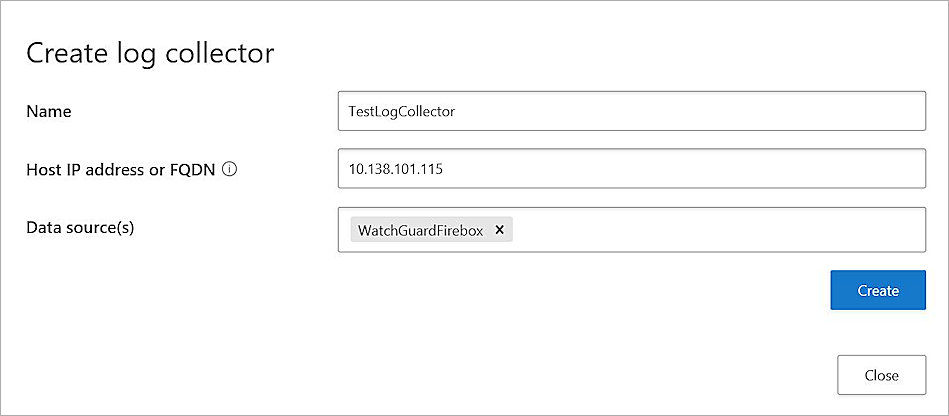 Create log collector
Name
TestLogCollector
Host IP address or FQDN
10.138.101.115
Data source(s)
WatchGuardFirebox
Create
Close